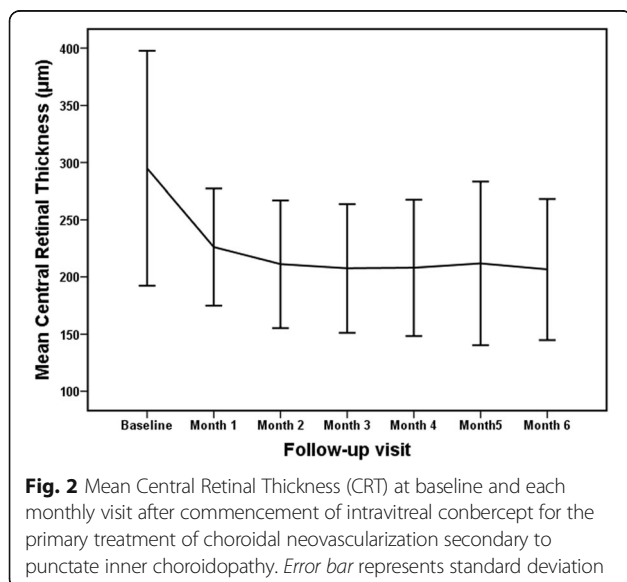 400
350
300
250
200
150
100
Mean Central Retinal Thickness (µm)
Baseline Month 1 Month 2 Month 3 Month 4 Month5 Month 6
Follow-up visit
Fig. 2 Mean Central Retinal Thickness (CRT) at baseline and each
monthly visit after commencement of intravitreal conbercept for the
primary treatment of choroidal neovascularization secondary to
punctate inner choroidopathy. Error bar represents standard deviation